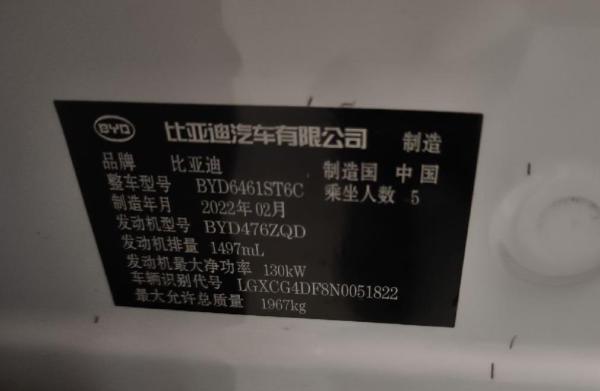 BYD 比亚迪汽车有限公司 制造
品牌 比亚迪 制造国 中国
整车型号 BYD6461ST6C 乘坐人数 5
制造年月 2022年02月
发动机型号 BYD476ZQD
发动机排量 1497mL
发动机最大净功率 130kW
车辆识别代号 LGXCG4DF8N0051822
最大允许总质量 1967kg